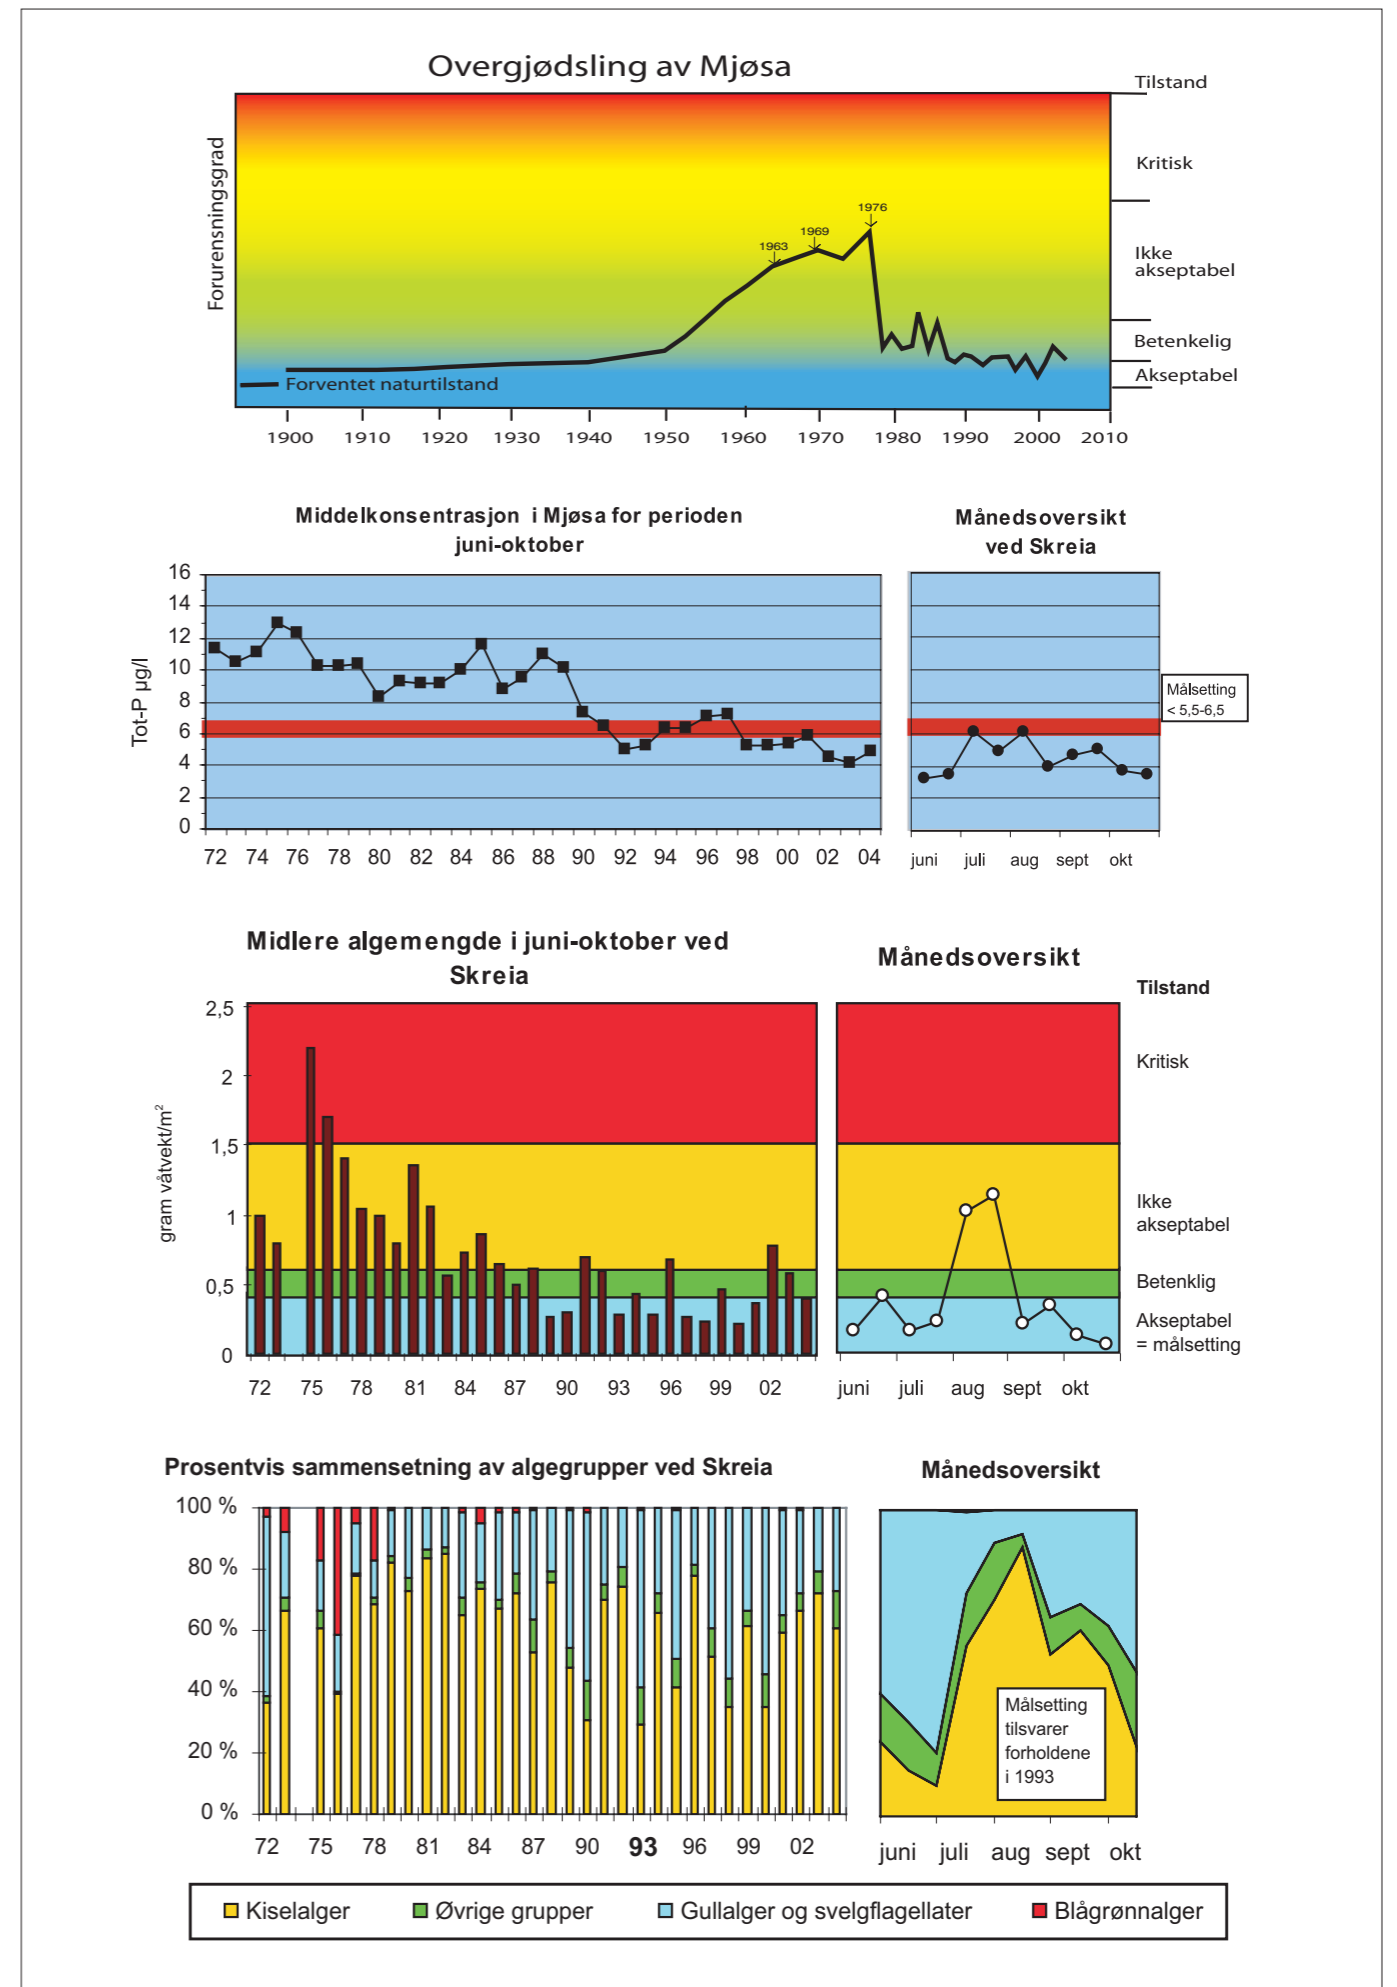 Overgjødsling av Mjøsa
Tilstand
Forurensningsgrad
Kritisk
Ikke
akseptabel
Betenkelig
Akseptabel
1963
1969
1976
Forventet naturtilstand
1900 1910 1920 1930 1940 1950 1960 1970 1980 1990 2000 2010
Middelkonsentrasjon i Mjøsa for perioden
juni-oktober
Tot-P µg/l
16
14
12
10
8
6
4
2
0
72 74 76 78 80 82 84 86 88 90 92 94 96 98 00 02 04
Månedsoversikt
ved Skreia
Målsetting
< 5,5-6,5
juni juli aug sept okt
Midlere algemengde i juni-oktober ved
Skreia
gram våtvekt/m²
2,5
2
1,5
1
0,5
0
72 75 78 81 84 87 90 93 96 99 02
Månedsoversikt
Tilstand
Kritisk
Ikke
akseptabel
Betenklig
Akseptabel
= målsetting
juni juli aug sept okt
Prosentvis sammensetning av algegrupper ved Skreia
100 %
80 %
60 %
40 %
20 %
0 %
72 75 78 81 84 87 90 93 96 99 02
Månedsoversikt
Målsetting
tilsvarer
forholdene
i 1993
juni juli aug sept okt
Kiselalger Øvrige grupper Gullalger og svelgflagellater Blågrønnalger